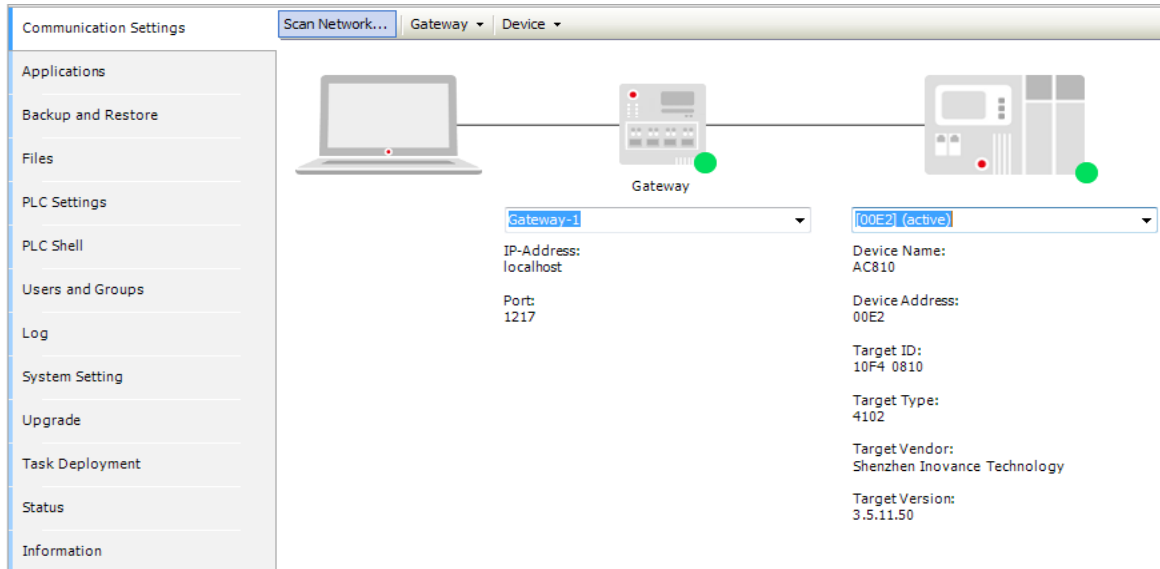 Communication Settings
Applications
Backup and Restore
Files
PLC Settings
PLC Shell
Users and Groups
Log
System Setting
Upgrade
Task Deployment
Status
Information
Scan Network... Gateway Device
Gateway
Gateway-1
IP-Address:
localhost
Port:
1217
[00E2] (active)
Device Name:
AC810
Device Address:
00E2
Target ID:
10F4 0810
Target Type:
4102
Target Vendor:
Shenzhen Inovance Technology
Target Version:
3.5.11.50